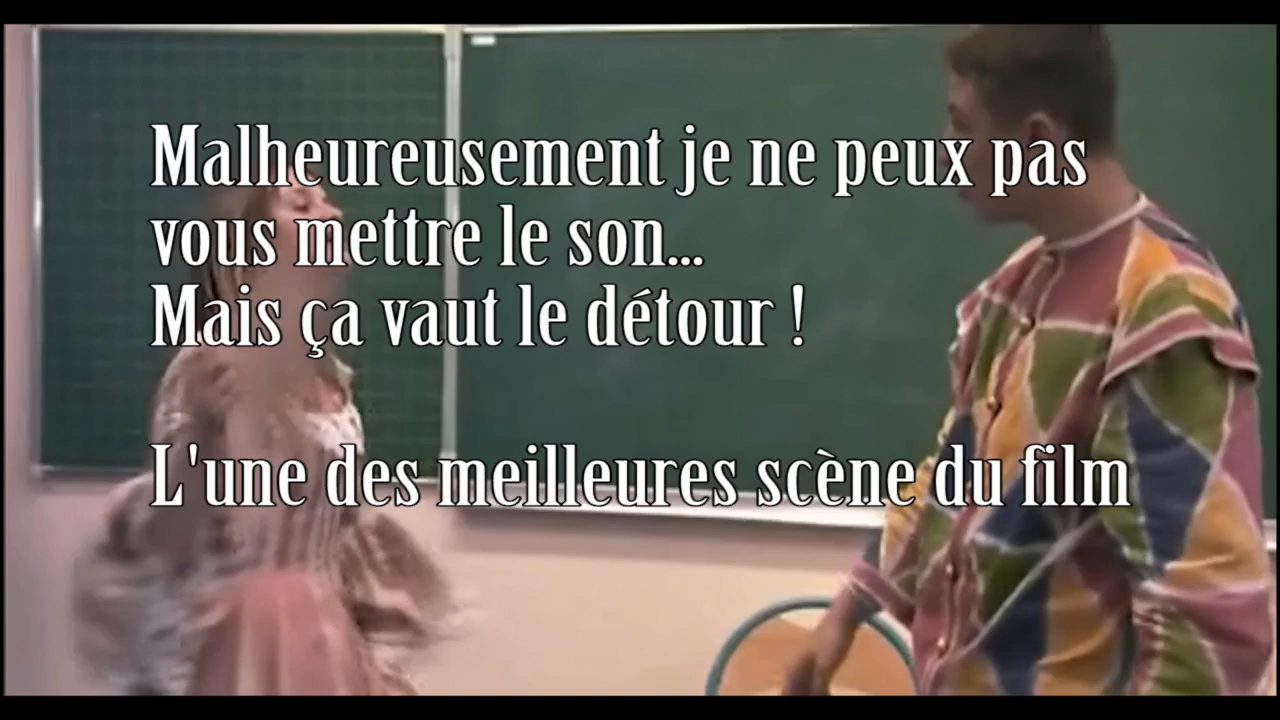 Malheureusement je ne peux pas
vous mettre le son...
Mais ça vaut le détour !
L'une des meilleures scène du film